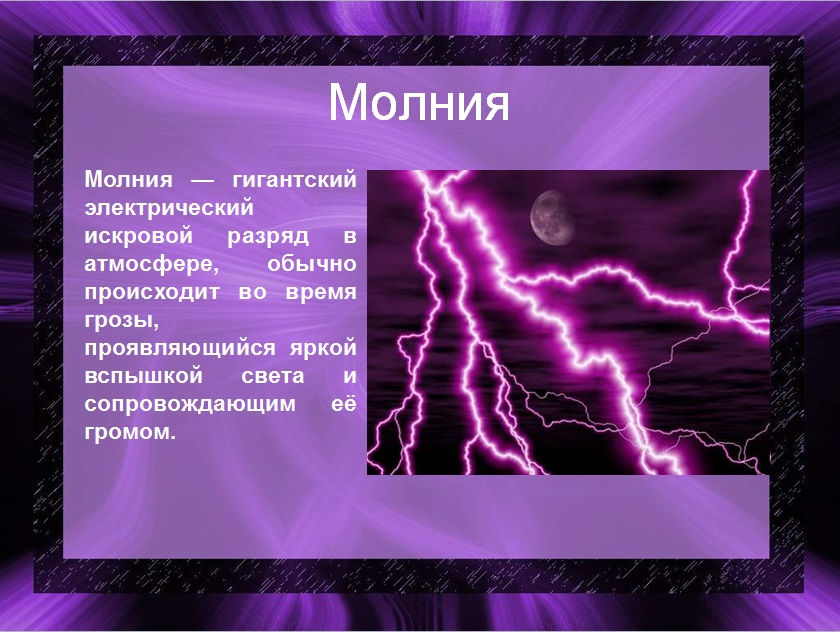 Молния
Молния — гигантский
электрический
искровой разряд в
атмосфере, обычно
происходит во время
грозы,
проявляющийся яркой
вспышкой света и
сопровождающим её
громом.